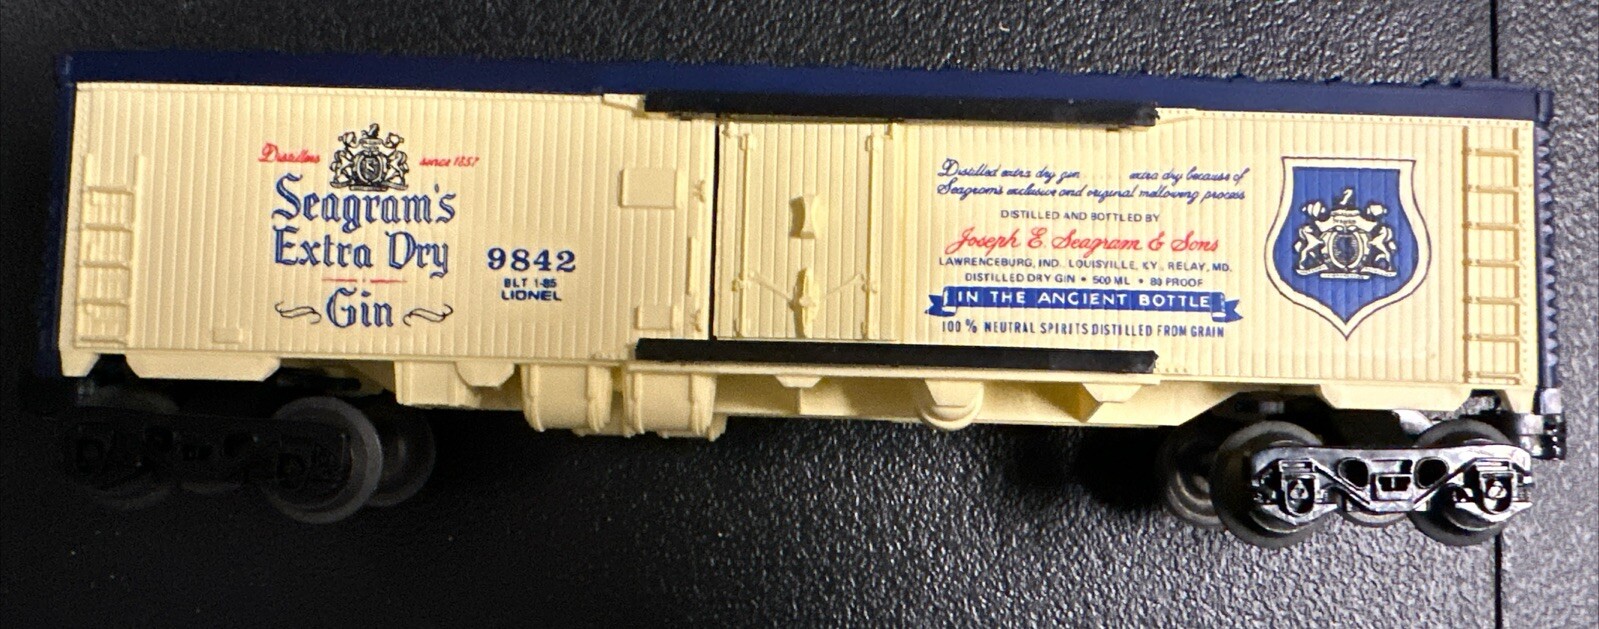 Distillers since 1857
Seagram's
Extra Dry
Gin
9842
BLT 1-85
LIONEL
Distilled extra dry gin ...... extra dry because of
Seagram's exclusive and original mellowing process
DISTILLED AND BOTTLED BY
Joseph E. Seagram & Sons
LAWRENCEBURG, IND., LOUISVILLE, KY., RELAY, MD.
DISTILLED DRY GIN • 500 ML • 80 PROOF
IN THE ANCIENT BOTTLE
100% NEUTRAL SPIRITS DISTILLED FROM GRAIN